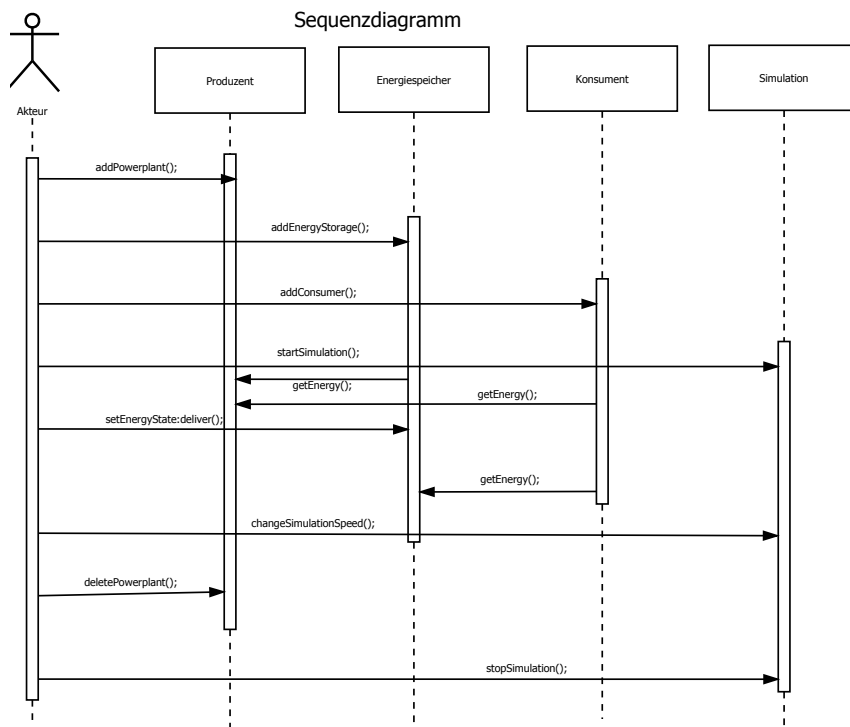 Sequenzdiagramm
Akteur
Produzent
Energiespeicher
Konsument
Simulation
addPowerplant();
addEnergyStorage();
addConsumer();
startSimulation();
getEnergy();
getEnergy();
setEnergyState:deliver();
getEnergy();
changeSimulationSpeed();
deletePowerplant();
stopSimulation();